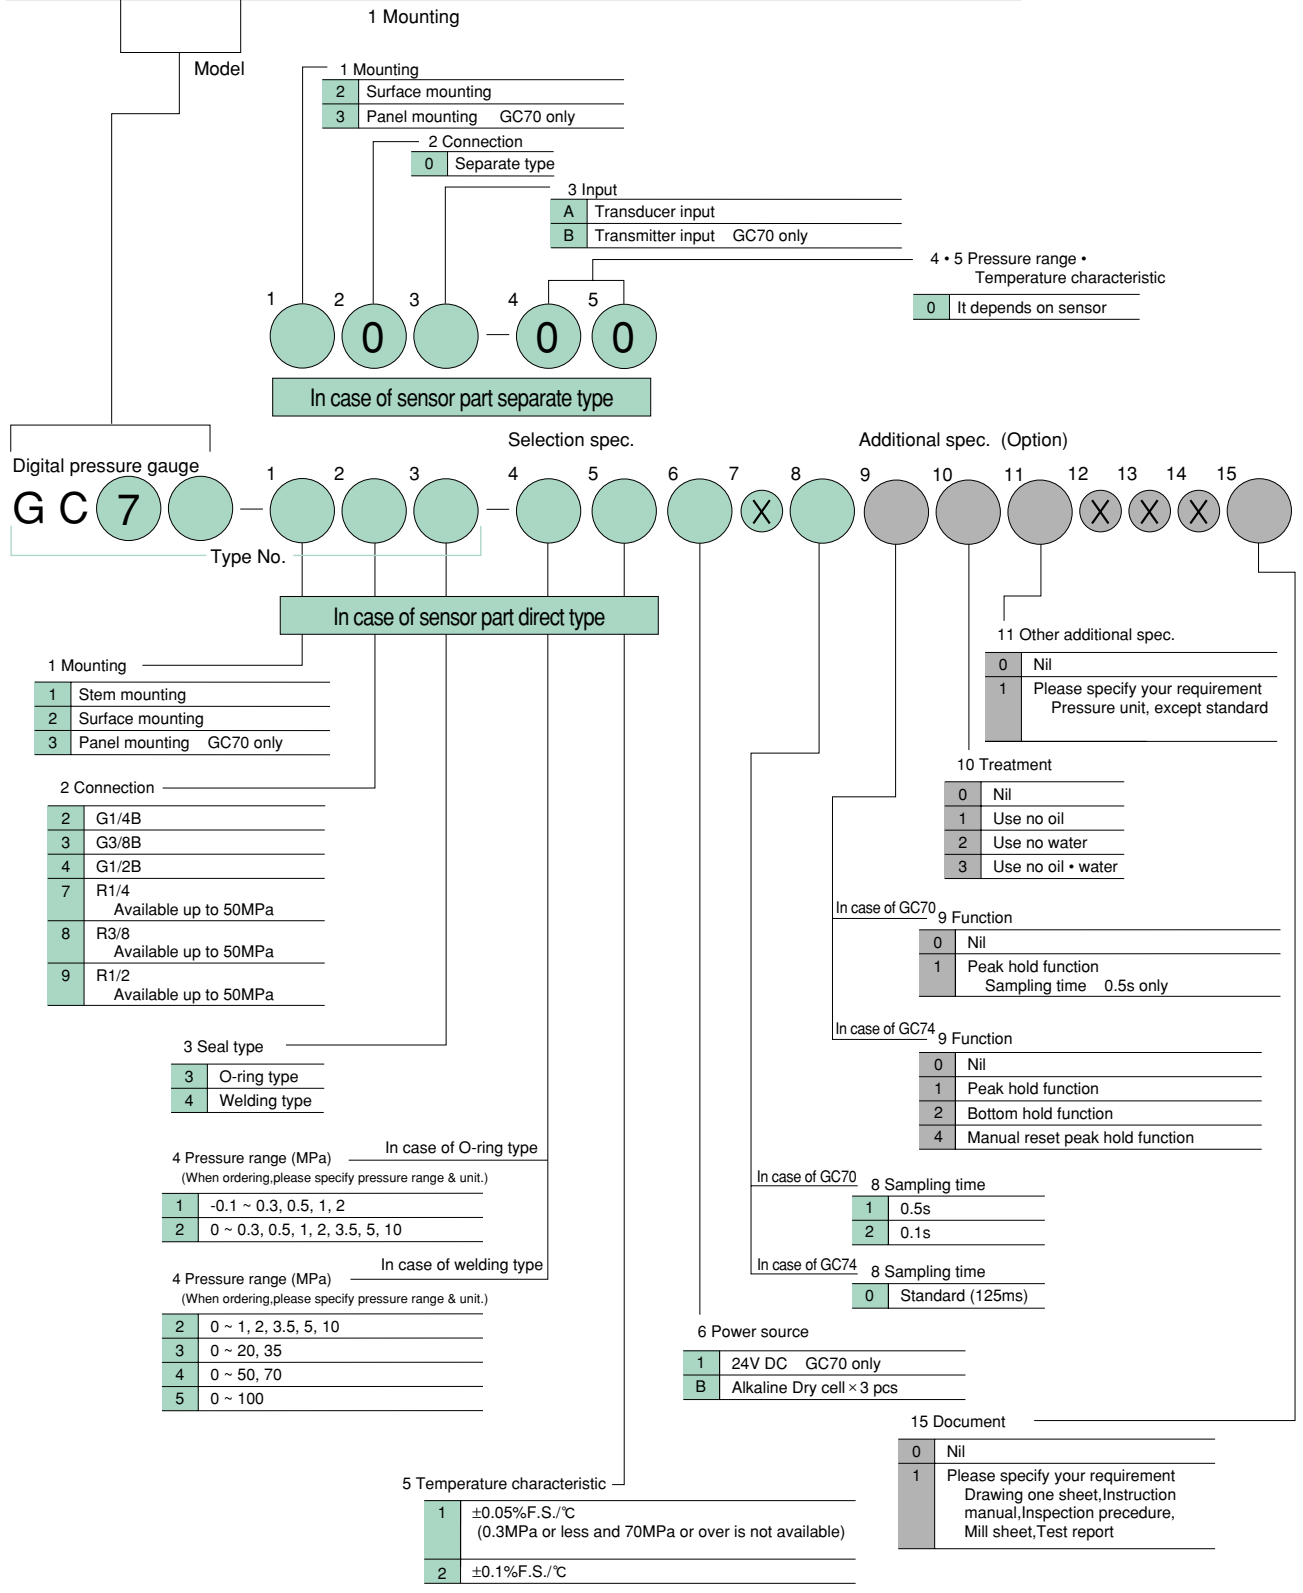 1 Mounting
Model
1 Mounting
2 Surface mounting
3 Panel mounting GC70 only
2 Connection
0 Separate type
3 Input
A Transducer input
B Transmitter input GC70 only
4 • 5 Pressure range •
Temperature characteristic
0 It depends on sensor
1 2 3 4 5
0 — 0 0
In case of sensor part separate type
Selection spec.
Additional spec. (Option)
Digital pressure gauge
1 2 3 4 5 6 7 8 9 10 11 12 13 14 15
G C 7 — — X X X X
Type No.
In case of sensor part direct type
1 Mounting
1 Stem mounting
2 Surface mounting
3 Panel mounting GC70 only
2 Connection
2 G1/4B
3 G3/8B
4 G1/2B
7 R1/4
Available up to 50MPa
8 R3/8
Available up to 50MPa
9 R1/2
Available up to 50MPa
3 Seal type
3 O-ring type
4 Welding type
In case of O-ring type
4 Pressure range (MPa)
(When ordering,please specify pressure range & unit.)
1 -0.1 ~ 0.3, 0.5, 1, 2
2 0 ~ 0.3, 0.5, 1, 2, 3.5, 5, 10
In case of welding type
4 Pressure range (MPa)
(When ordering,please specify pressure range & unit.)
2 0 ~ 1, 2, 3.5, 5, 10
3 0 ~ 20, 35
4 0 ~ 50, 70
5 0 ~ 100
5 Temperature characteristic
1 ±0.05%F.S./℃
(0.3MPa or less and 70MPa or over is not available)
2 ±0.1%F.S./℃
6 Power source
1 24V DC GC70 only
B Alkaline Dry cell × 3 pcs
In case of GC70
8 Sampling time
1 0.5s
2 0.1s
In case of GC74
8 Sampling time
0 Standard (125ms)
In case of GC70
9 Function
0 Nil
1 Peak hold function
Sampling time 0.5s only
In case of GC74
9 Function
0 Nil
1 Peak hold function
2 Bottom hold function
4 Manual reset peak hold function
10 Treatment
0 Nil
1 Use no oil
2 Use no water
3 Use no oil • water
11 Other additional spec.
0 Nil
1 Please specify your requirement
Pressure unit, except standard
15 Document
0 Nil
1 Please specify your requirement
Drawing one sheet,Instruction
manual,Inspection precedure,
Mill sheet,Test report